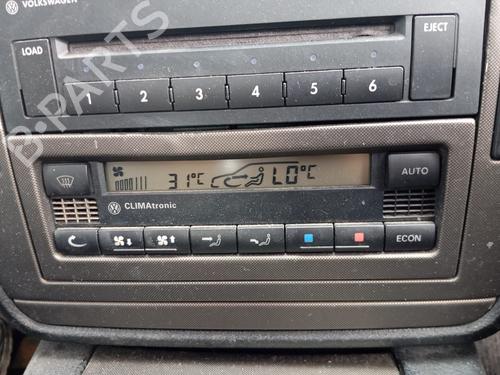 VOLKSWAGEN
LOAD
EJECT
1 2 3 4 5 6
31°C LO°C
AUTO
CLIMAtronic
ECON
B-PARTS